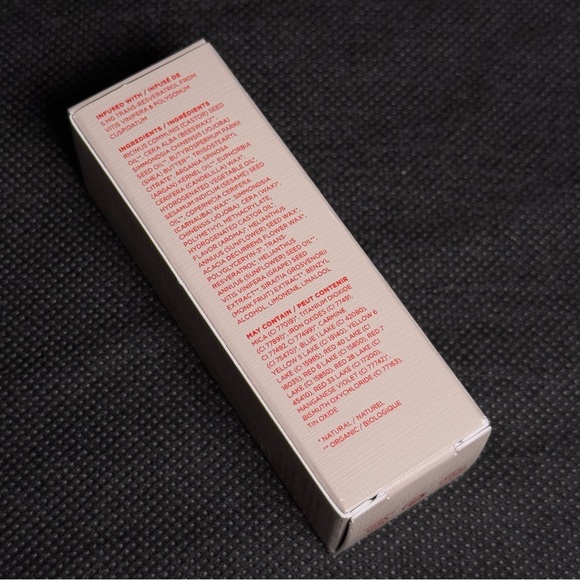 INFUSED WITH / INFUSÉ DE
5 MG TRANS-RESVERATROL FROM
VITIS VINIFERA & POLYGONUM
CUSPIDATUM
INGREDIENTS / INGRÉDIENTS
RICINUS COMMUNIS (CASTOR) SEED
OIL**, CERA ALBA (BEESWAX)*,
SIMMONDSIA CHINENSIS (JOJOBA)
SEED OIL**, BUTYROSPERMUM PARKII
(SHEA) BUTTER**, TRIISOSTEARYL
CITRATE*, ARGANIA SPINOSA
(ARGAN) KERNEL OIL**, EUPHORBIA
CERIFERA (CANDELILLA) WAX*,
HYDROGENATED VEGETABLE OIL*,
SESAMUM INDICUM (SESAME) SEED
OIL*, COPERNICIA CERIFERA
(CARNAUBA) WAX**, SIMMONDSIA
CHINENSIS (JOJOBA), CERA (WAX)*,
POLYMETHYL METHACRYLATE,
HYDROGENATED CASTOR OIL*,
FLAVOR (AROMA)*, HELIANTHUS
ANNUUS (SUNFLOWER) SEED WAX*,
ACACIA DECURRENS FLOWER WAX*,
POLYGLYCERYL-3*, TRANS-
RESVERATROL*, HELIANTHUS
ANNUUS (SUNFLOWER) SEED OIL**,
VITIS VINIFERA (GRAPE) SEED
EXTRACT**, SIRAITIA GROSVENORII
(MONK FRUIT) EXTRACT*, BENZYL
ALCOHOL, LIMONENE, LINALOOL
MAY CONTAIN / PEUT CONTENIR
MICA (CI 77019)*, TITANIUM DIOXIDE
(CI 77891)*, IRON OXIDES (CI 77491,
CI 77492, CI 77499)*, CARMINE
(CI 75470)*, BLUE 1 LAKE (CI 42090),
YELLOW 5 LAKE (CI 19140), YELLOW 6
LAKE (CI 15985), RED 40 LAKE (CI
16035), RED 6 LAKE (CI 15850), RED 7
LAKE (CI 15850), RED 28 LAKE (CI
45410), RED 33 LAKE (CI 17200),
MANGANESE VIOLET (CI 77742)*,
BISMUTH OXYCHLORIDE (CI 77163),
TIN OXIDE
* NATURAL / NATUREL
** ORGANIC / BIOLOGIQUE